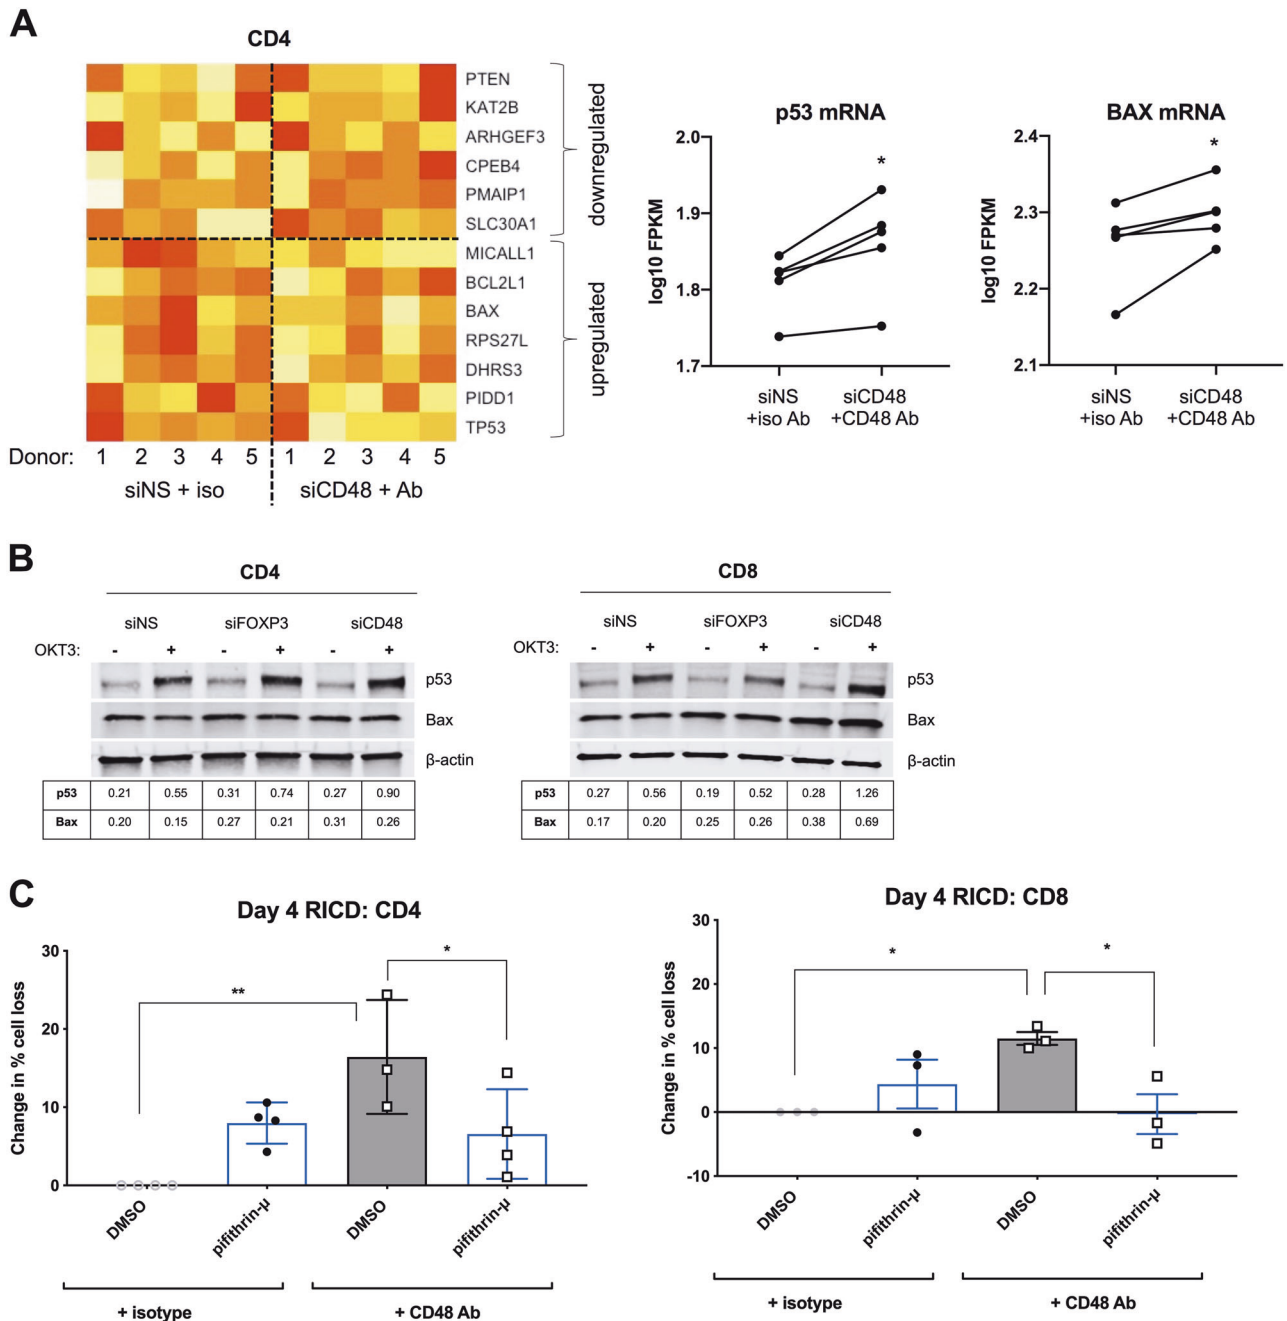 A
CD4
PTEN
KAT2B
ARHGEF3
CPEB4
PMAIP1
SLC30A1
MICALL1
BCL2L1
BAX
RPS27L
DHRS3
PIDD1
TP53
downregulated
upregulated
Donor: 1 2 3 4 5 1 2 3 4 5
siNS + iso siCD48 + Ab
p53 mRNA
log10 FPKM
2.0
1.9
1.8
1.7
*
siNS siCD48
+iso Ab +CD48 Ab
BAX mRNA
log10 FPKM
2.4
2.3
2.2
2.1
*
siNS siCD48
+iso Ab +CD48 Ab
B
CD4
siNS siFOXP3 siCD48
OKT3: - + - + - +
p53
Bax
β-actin
p53 0.21 0.55 0.31 0.74 0.27 0.90
Bax 0.20 0.15 0.27 0.21 0.31 0.26
CD8
siNS siFOXP3 siCD48
OKT3: - + - + - +
p53
Bax
β-actin
p53 0.27 0.56 0.19 0.52 0.28 1.26
Bax 0.17 0.20 0.25 0.26 0.38 0.69
C
Day 4 RICD: CD4
Change in % cell loss
30
20
10
0
**
*
DMSO pifithrin-μ DMSO pifithrin-μ
+ isotype + CD48 Ab
Day 4 RICD: CD8
Change in % cell loss
30
20
10
0
-10
*
*
DMSO pifithrin-μ DMSO pifithrin-μ
+ isotype + CD48 Ab